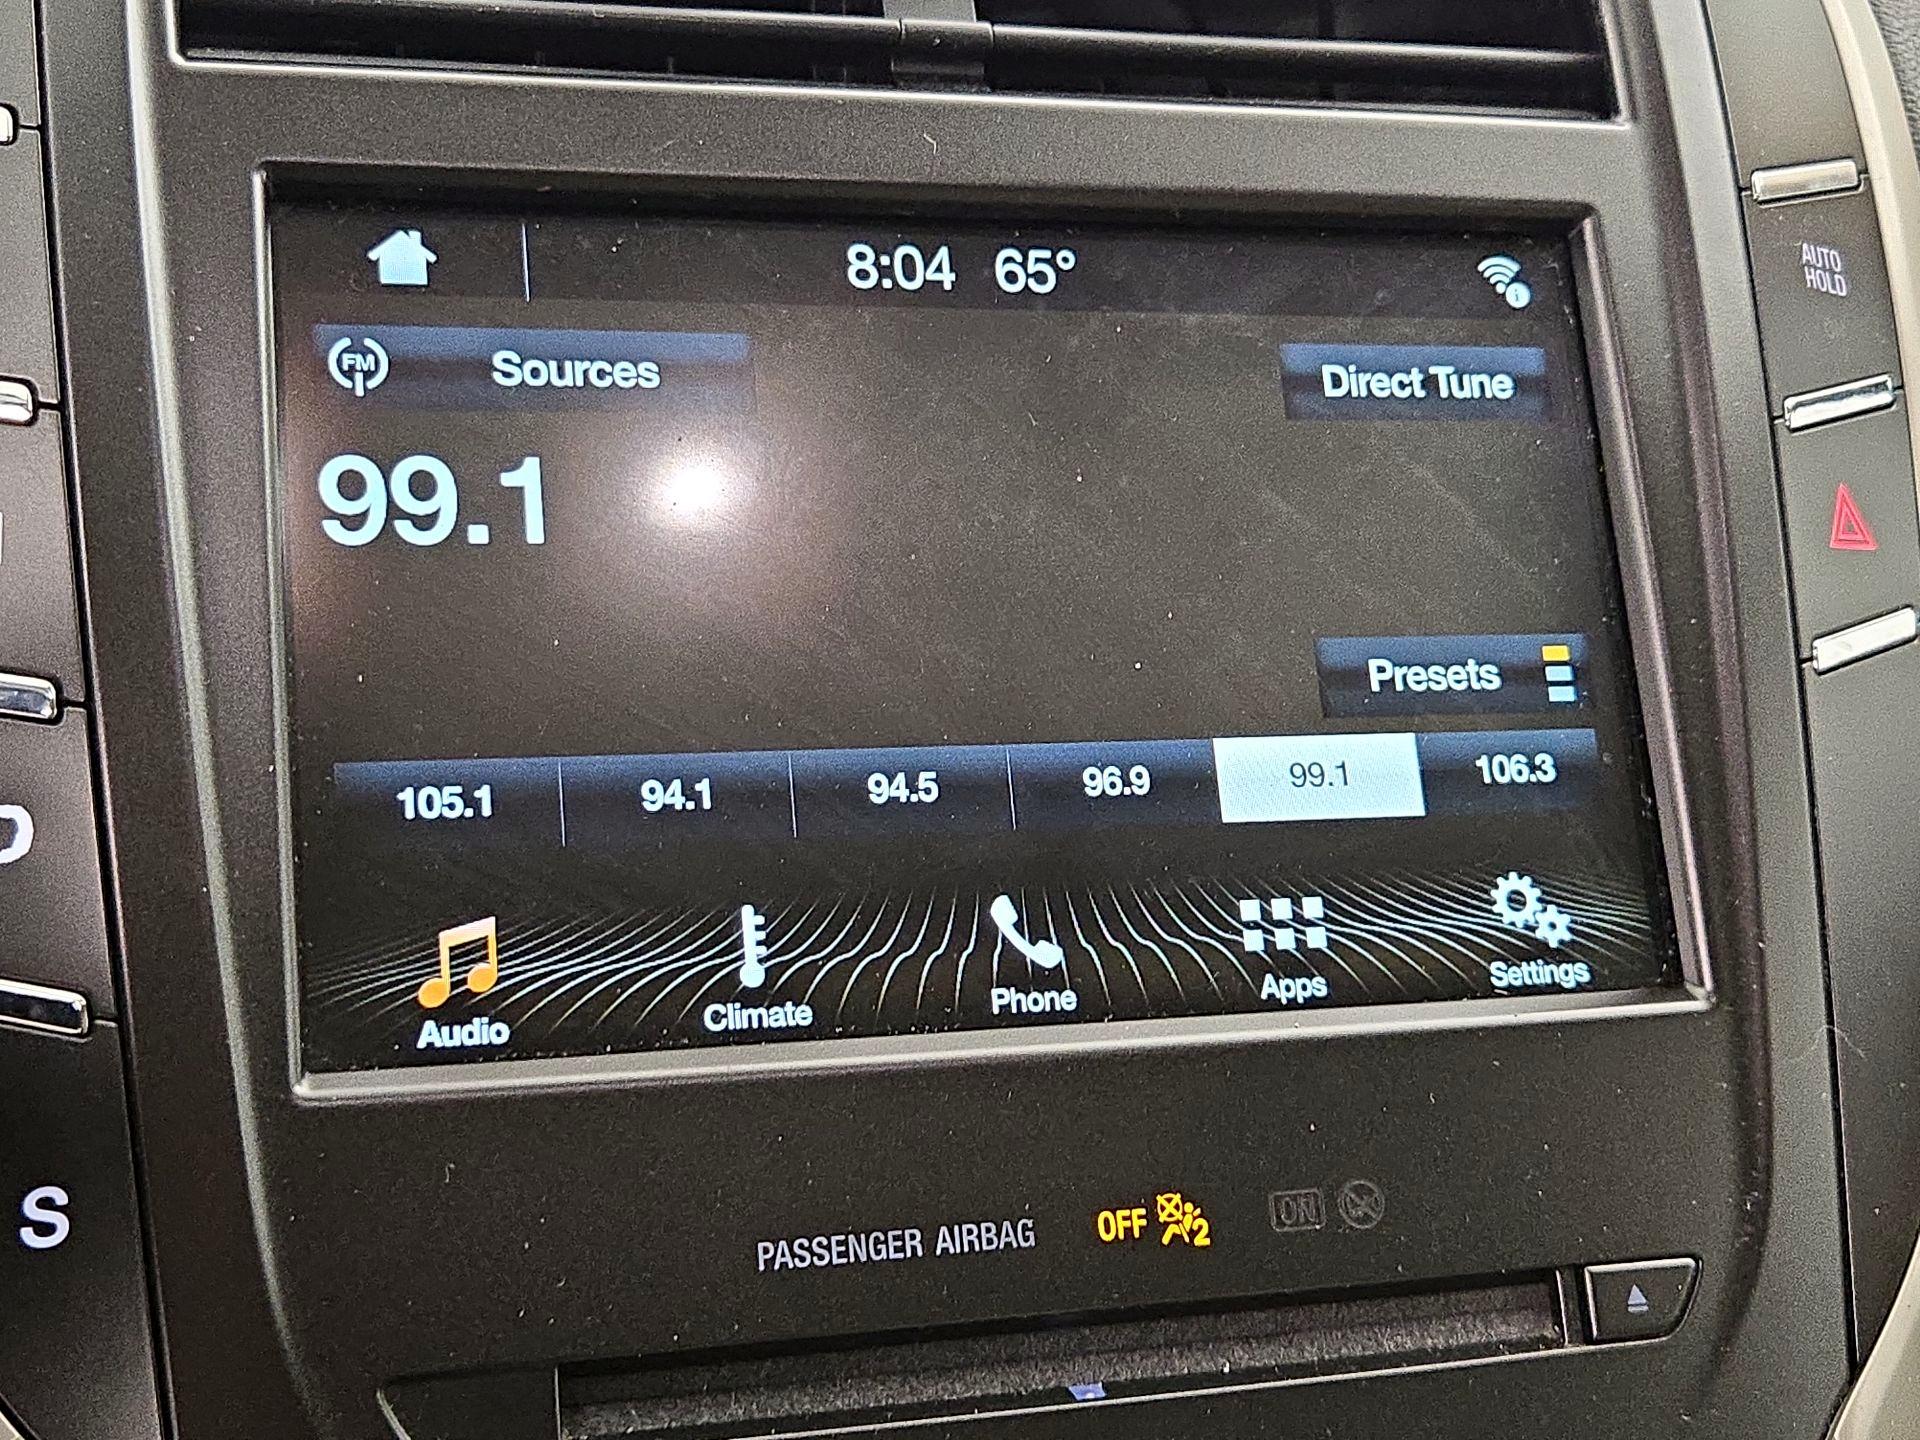 8:04 65°
AUTO
HOLD
FM Sources
Direct Tune
99.1
Presets
105.1 94.1 94.5 96.9 99.1 106.3
Audio Climate Phone Apps Settings
S
PASSENGER AIRBAG OFF 2 ON